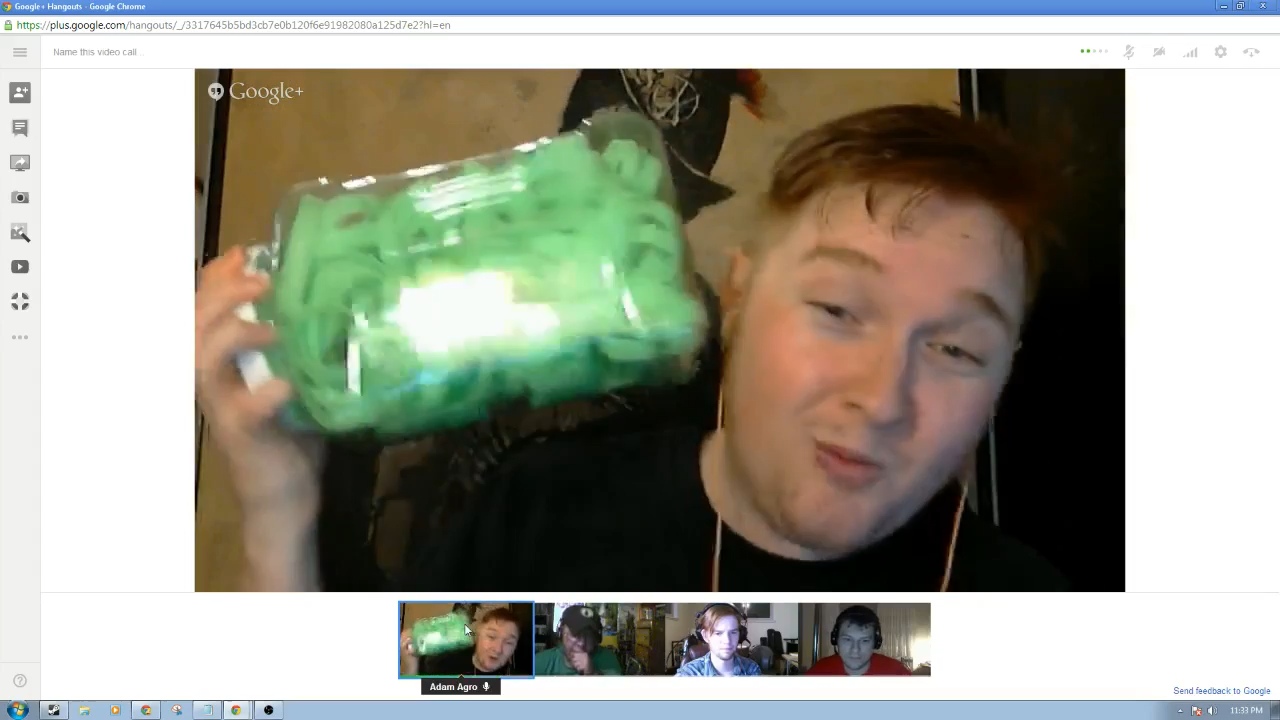 Google+ Hangouts - Google Chrome
https://plus.google.com/hangouts/_/3317645b5bd3cb7e0b120f6e91982080a125d7e2?hl=en
Name this video call...
Google+
Adam Agro
Send feedback to Google
11:33 PM